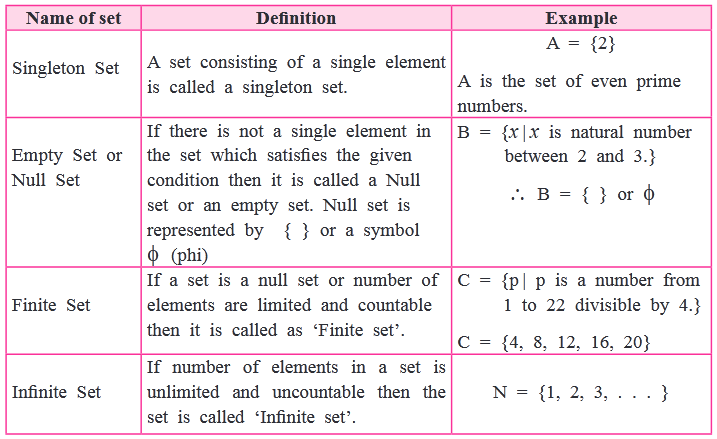 Name of set Definition Example
Singleton Set
A set consisting of a single element
is called a singleton set.
A = {2}
A is the set of even prime
numbers.
Empty Set or
Null Set
If there is not a single element in
the set which satisfies the given
condition then it is called a Null
set or an empty set. Null set is
represented by { } or a symbol
ϕ (phi)
B = {x|x is natural number
between 2 and 3.}
∴ B = { } or ϕ
Finite Set
If a set is a null set or number of
elements are limited and countable
then it is called as ‘Finite set’.
C = {p| p is a number from
1 to 22 divisible by 4.}
C = {4, 8, 12, 16, 20}
Infinite Set
If number of elements in a set is
unlimited and uncountable then the
set is called ‘Infinite set’.
N = {1, 2, 3, . . . }